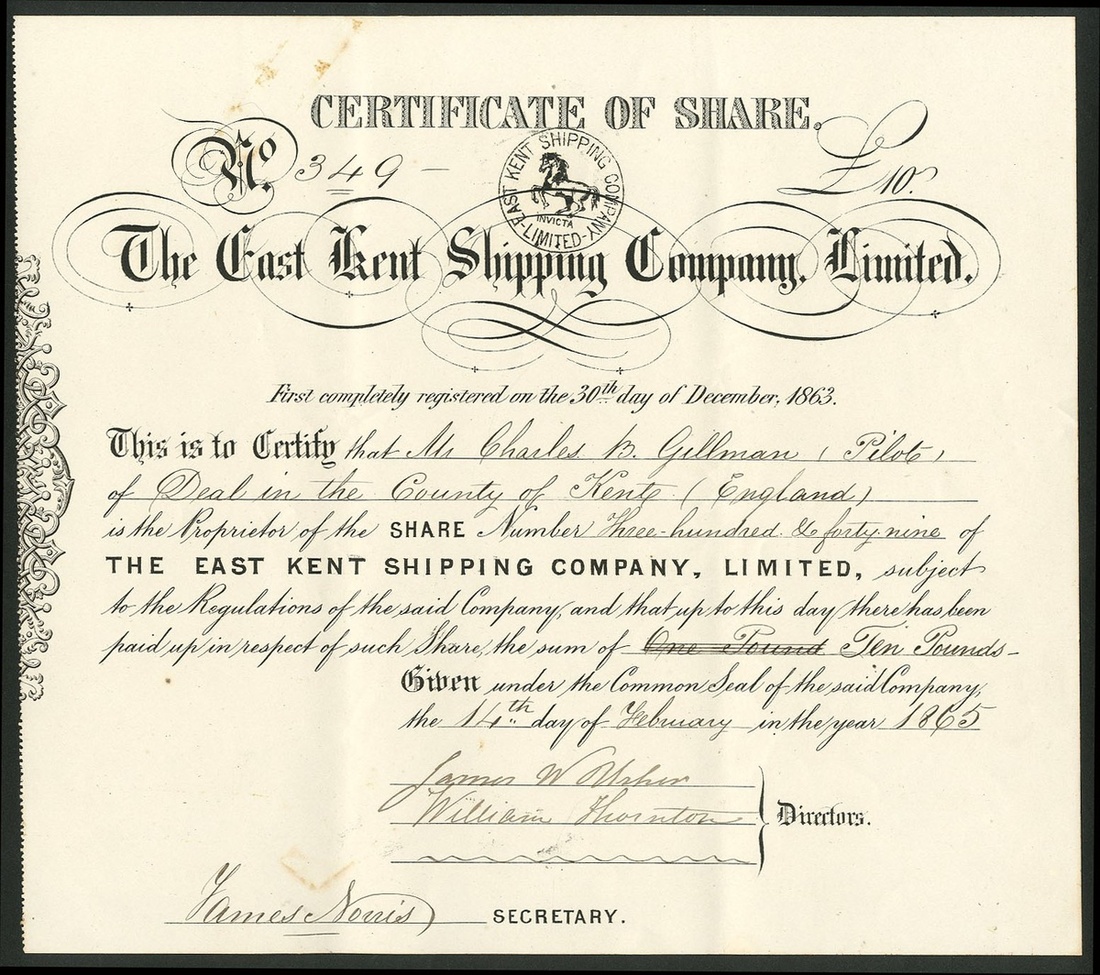 CERTIFICATE OF SHARE.
No. 349 -
£10.
EAST KENT SHIPPING COMPANY
INVICTA
-LIMITED-
The East Kent Shipping Company, Limited.
First completely registered on the 30th day of December, 1863.
This is to Certify that Mr Charles B. Gillman (Pilot)
of Deal in the County of Kent (England)
is the Proprietor of the SHARE Number Three-hundred & forty-nine of
THE EAST KENT SHIPPING COMPANY, LIMITED, subject
to the Regulations of the said Company, and that up to this day there has been
paid up in respect of such Share, the sum of One Pound Ten Pounds-
Given under the Common Seal of the said Company,
the 14th day of February in the year 1865
James W Usher
William Thornton
Directors.
James Norris SECRETARY.